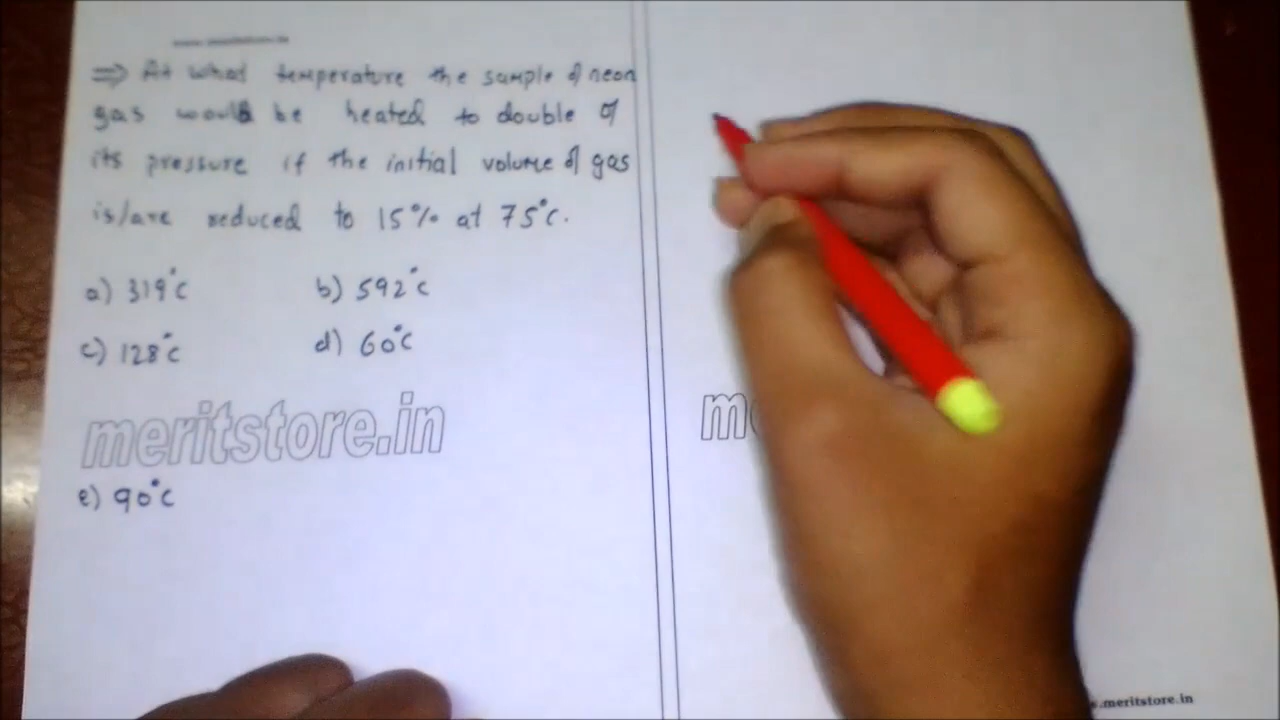 ⇒ At what temperature the sample of neon
gas would be heated to double of
its pressure if the initial volume of gas
is/are reduced to 15% at 75°c.
a) 319°c b) 592°c
c) 128°c d) 60°c
meritstore.in
e) 90°c
.meritstore.in